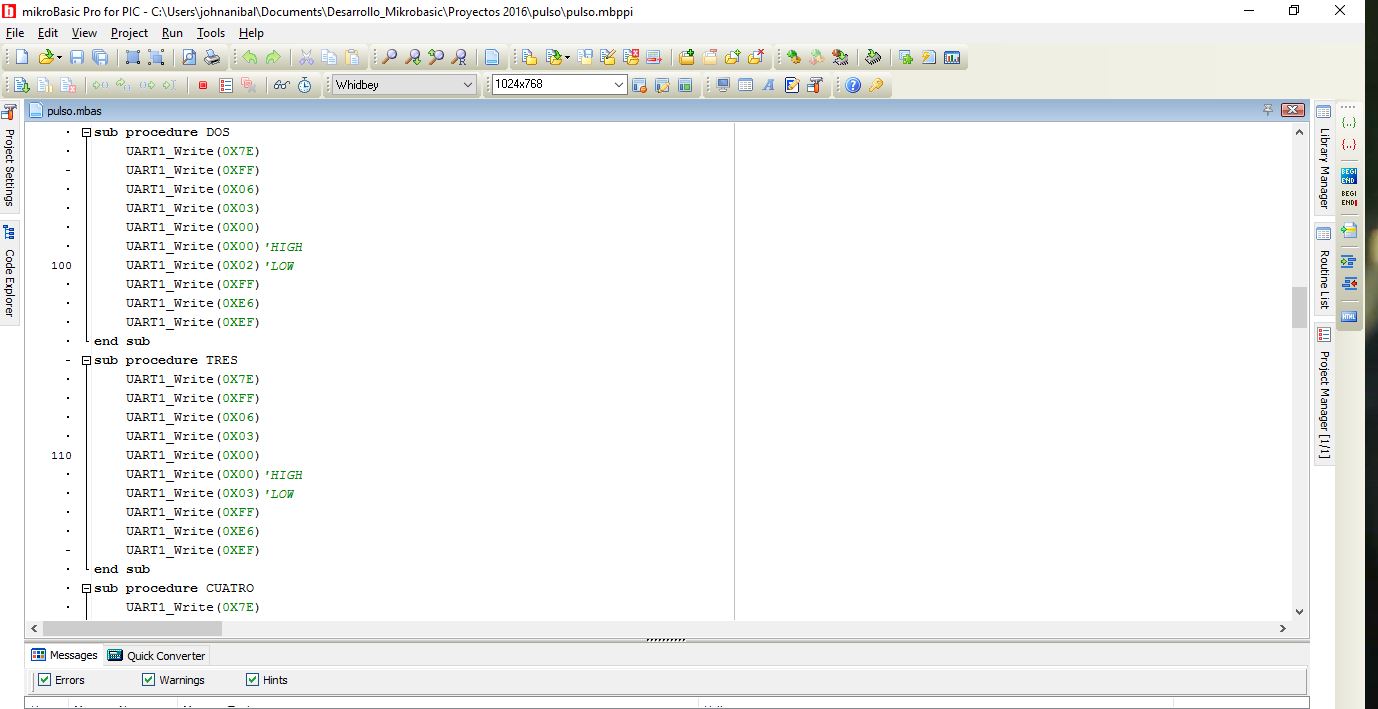 mikroBasic Pro for PIC - C:\Users\johnanibal\Documents\Desarrollo_Mikrobasic\Proyectos 2016\pulso\pulso.mbppi
File Edit View Project Run Tools Help
Whidbey 1024x768
pulso.mbas
Project Settings
Code Explorer
sub procedure DOS
UART1_Write(0X7E)
UART1_Write(0XFF)
UART1_Write(0X06)
UART1_Write(0X03)
UART1_Write(0X00)
UART1_Write(0X00) 'HIGH
100 UART1_Write(0X02) 'LOW
UART1_Write(0XFF)
UART1_Write(0XE6)
UART1_Write(0XEF)
end sub
sub procedure TRES
UART1_Write(0X7E)
UART1_Write(0XFF)
UART1_Write(0X06)
UART1_Write(0X03)
110 UART1_Write(0X00)
UART1_Write(0X00) 'HIGH
UART1_Write(0X03) 'LOW
UART1_Write(0XFF)
UART1_Write(0XE6)
UART1_Write(0XEF)
end sub
sub procedure CUATRO
UART1_Write(0X7E)
Library Manager
Routine List
Project Manager [1/1]
BEGI
END
BEGI
END
HTML
Messages Quick Converter
Errors Warnings Hints